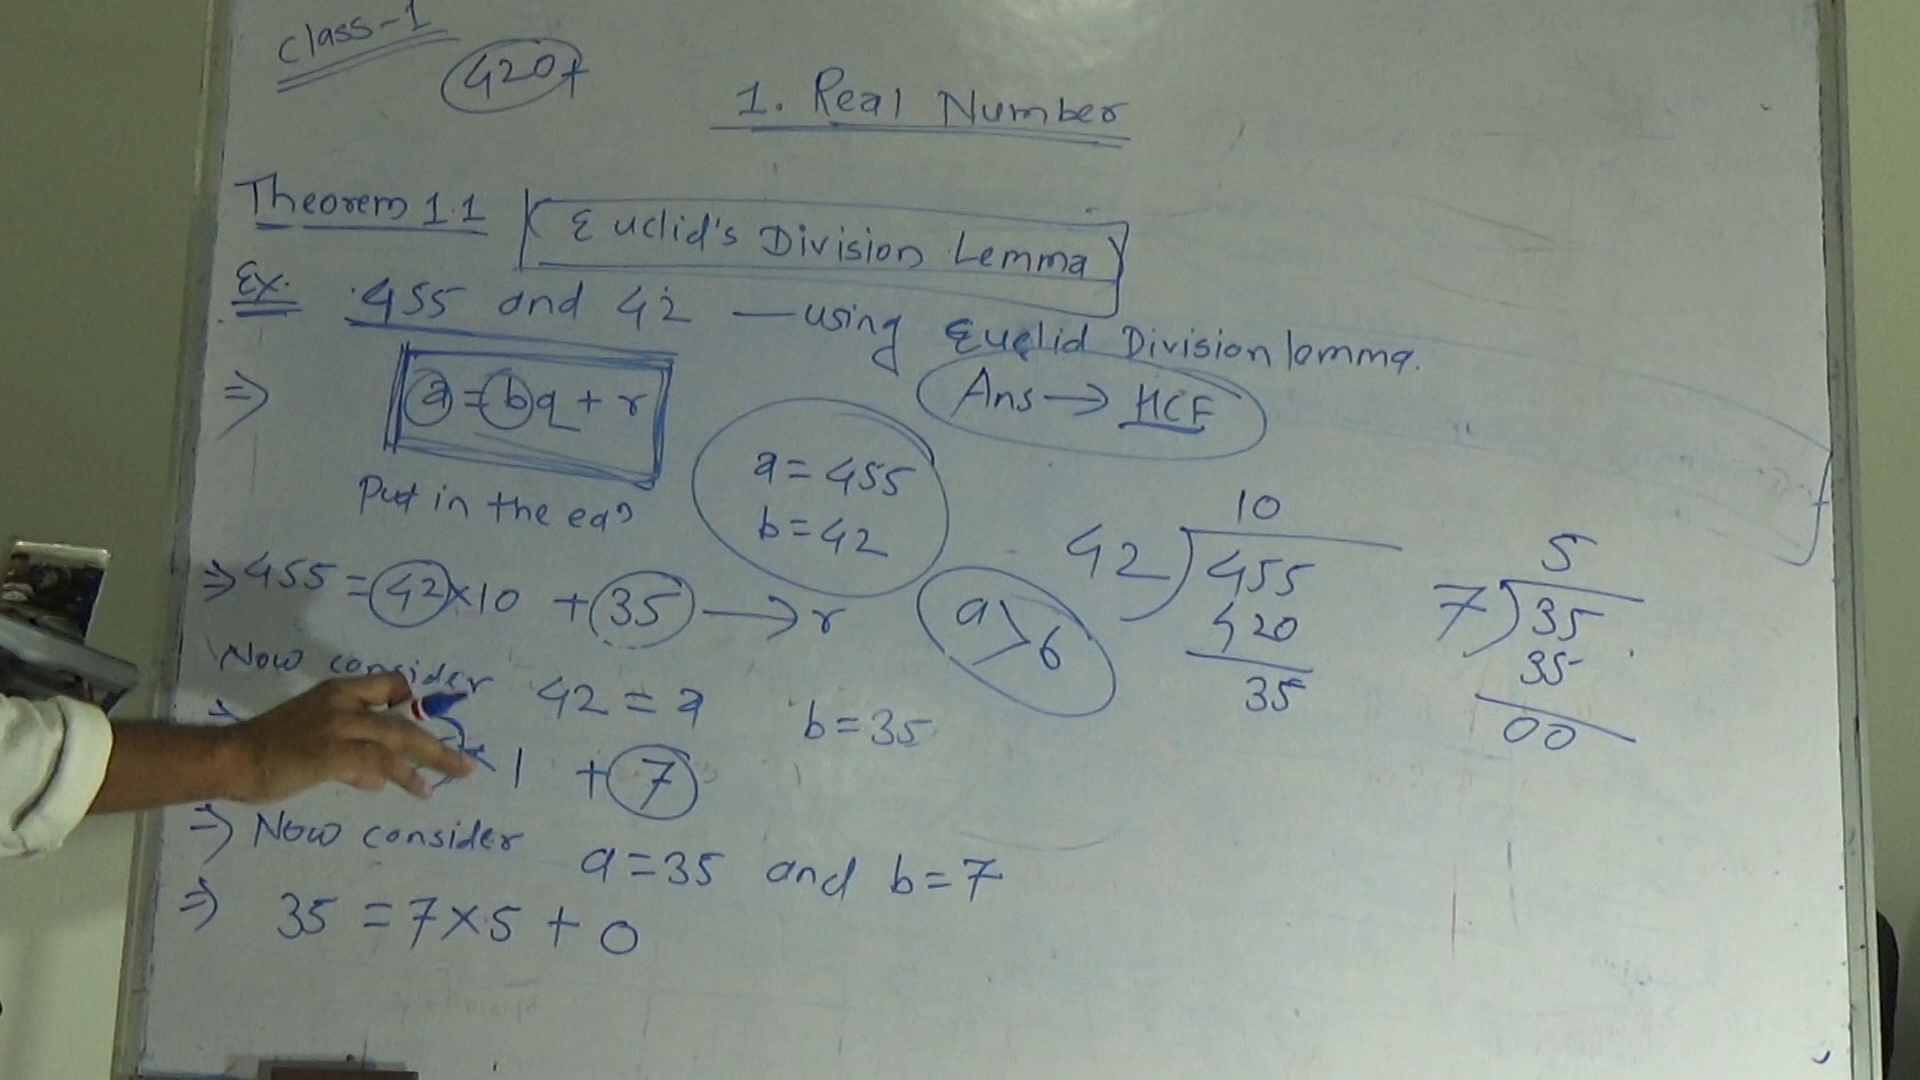 Class-1
420+
1. Real Number
Theorem 1.1 Euclid's Division Lemma
Ex. 455 and 42 — using Euclid Division lemma.
⇒ a = bq + r
Ans → HCF
Put in the eqn
a = 455
b = 42
⇒ 455 = 42 × 10 + 35 → r
a > b
10
42 ) 455
420
35
5
7 ) 35
35
00
Now consider 42 = a b = 35
× 1 + 7
⇒ Now consider a = 35 and b = 7
⇒ 35 = 7 × 5 + 0